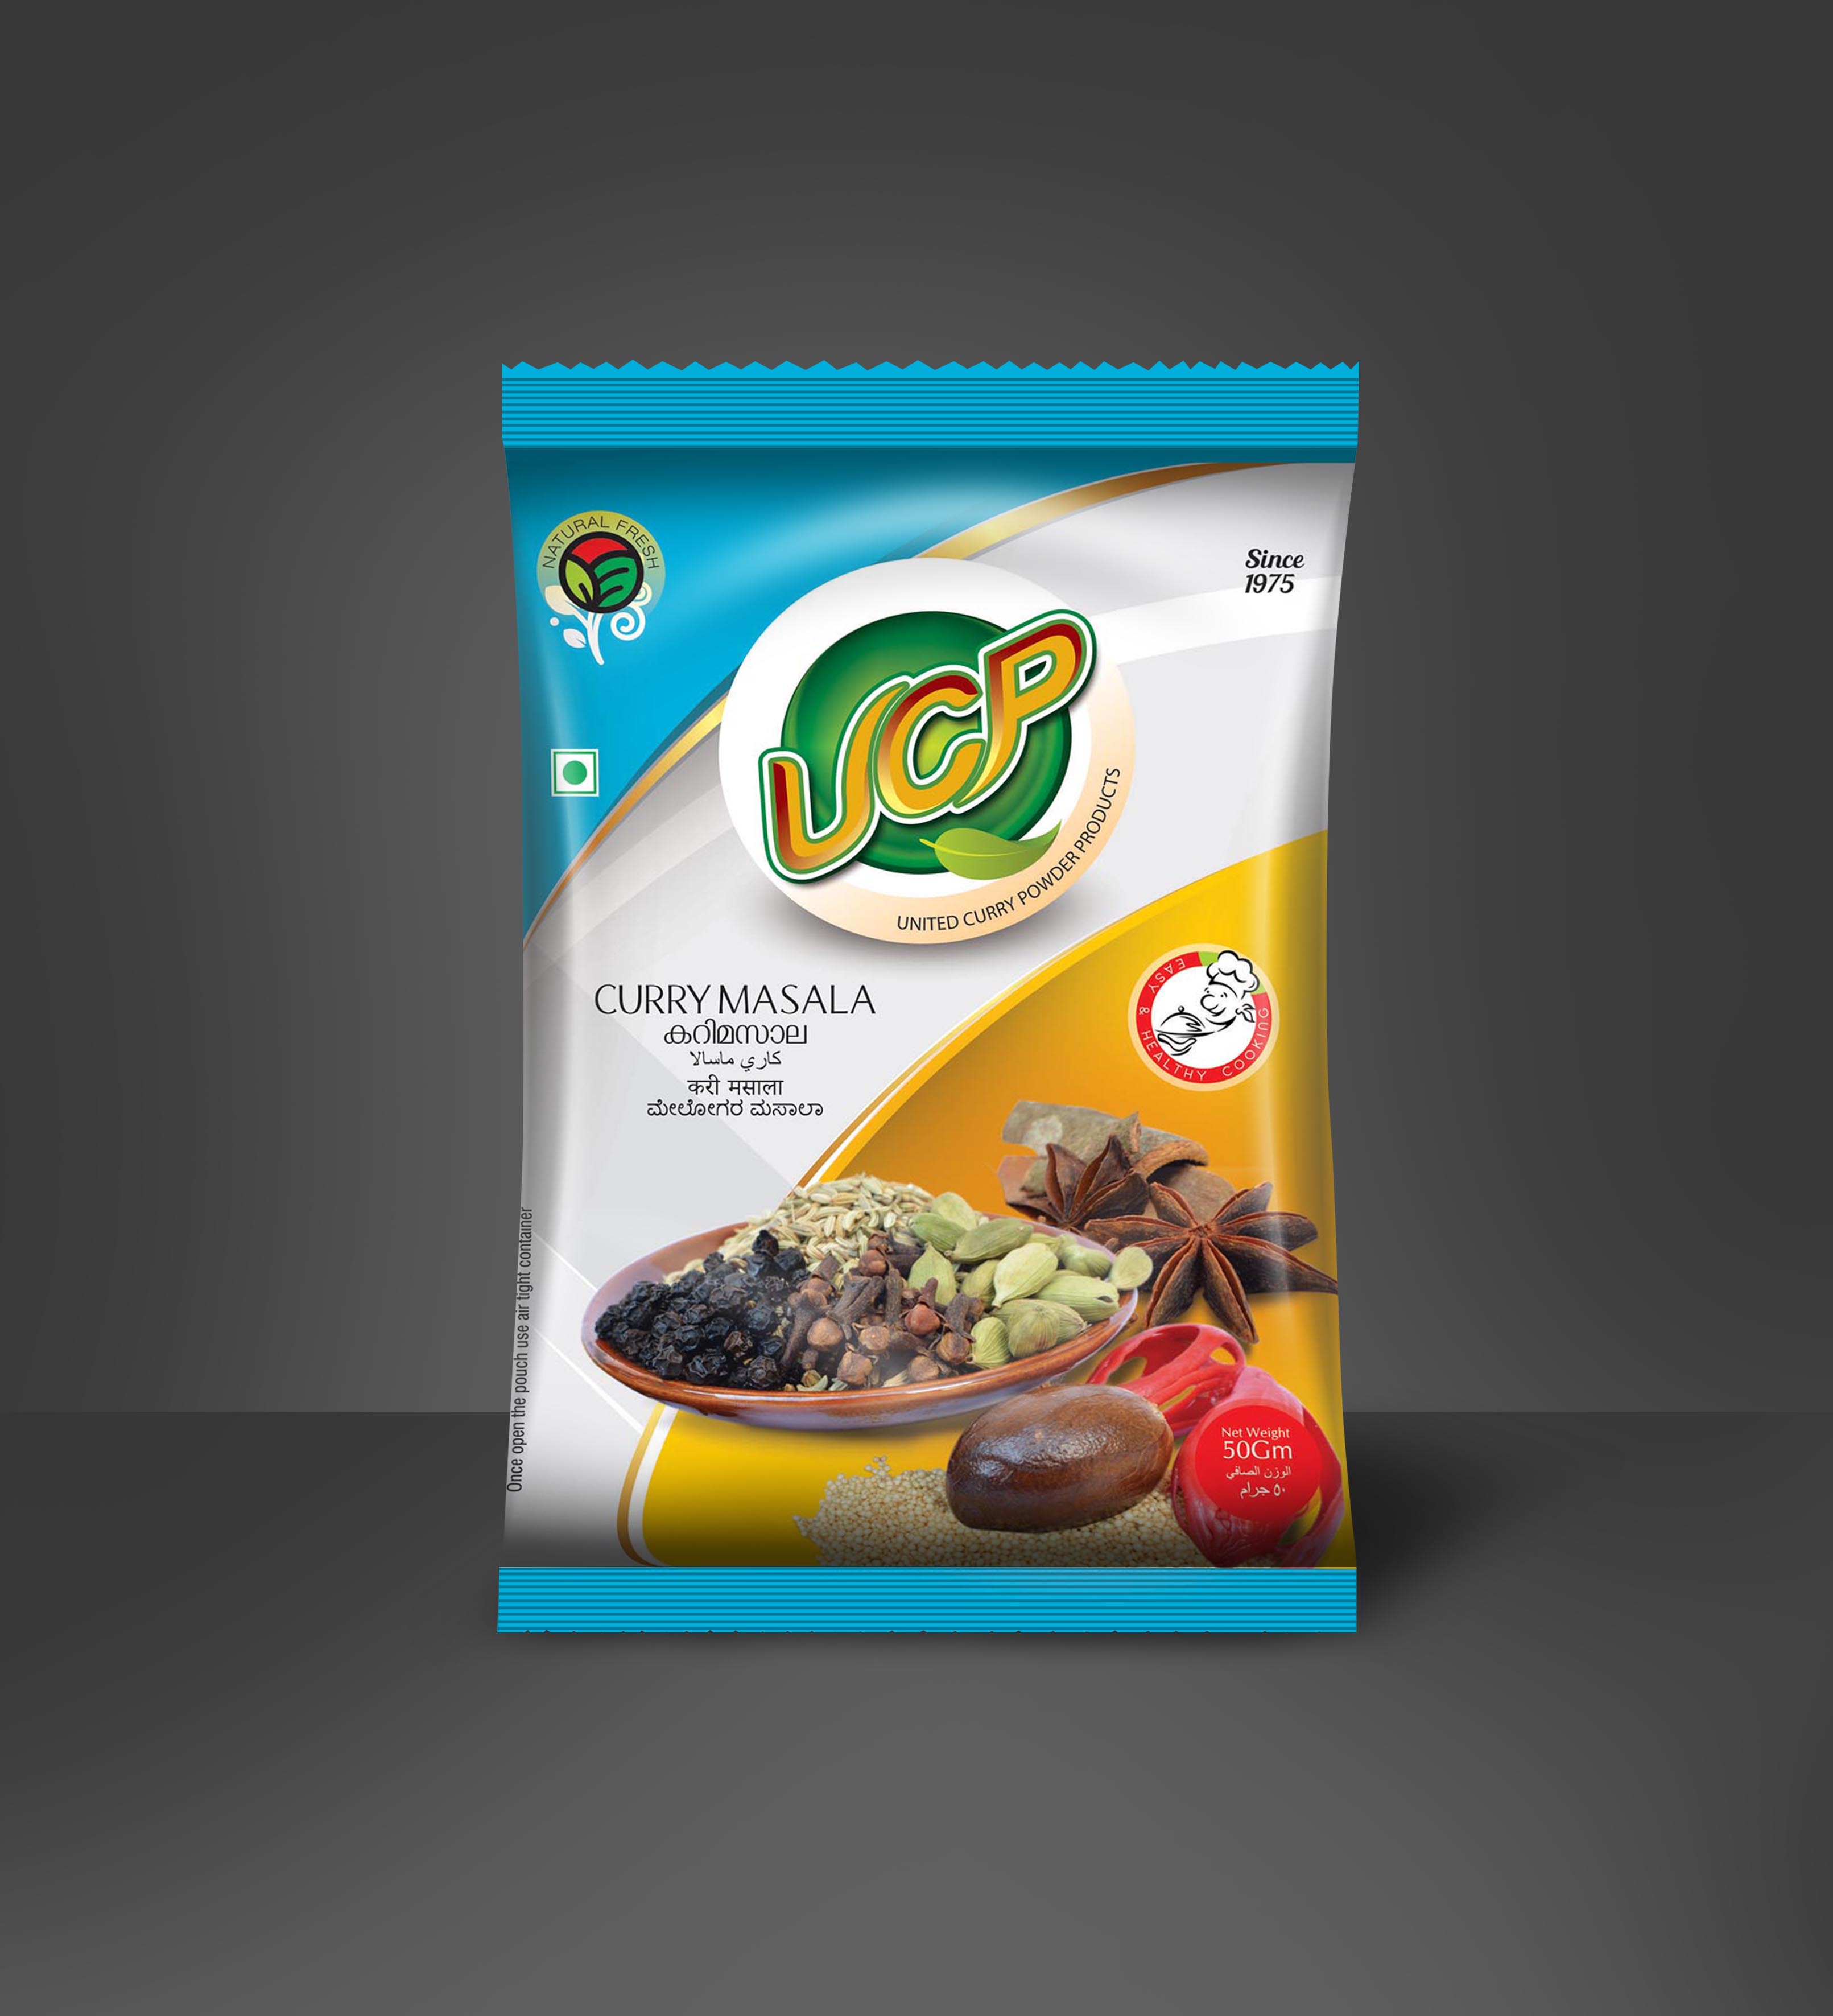 NATURAL FRESH
Since
1975
UCP
UNITED CURRY POWDER PRODUCTS
CURRY MASALA
കറിമസാല
كاري ماسالا
करी मसाला
ಮೇಲೋಗರ ಮಸಾಲಾ
EASY & HEALTHY COOKING
Once open the pouch use air tight container
Net Weight
50Gm
الوزن الصافي
٥٠ جرام